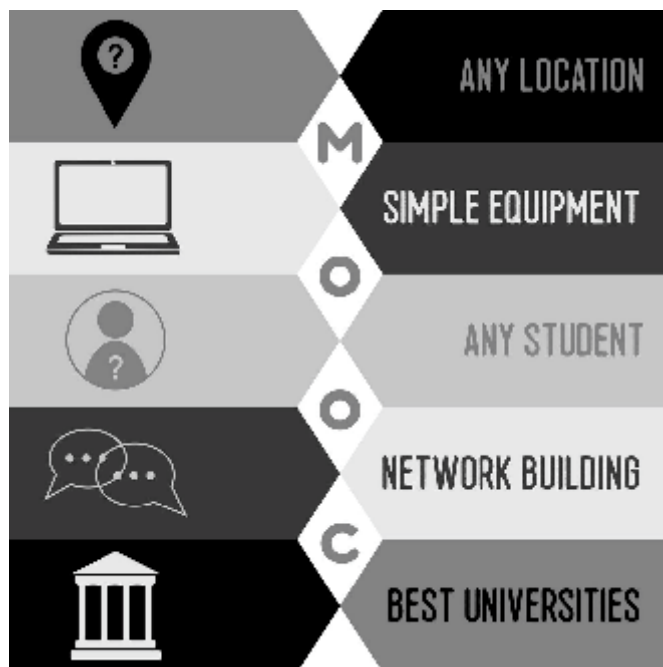 ?
ANY LOCATION
M
SIMPLE EQUIPMENT
O
?
ANY STUDENT
O
NETWORK BUILDING
C
BEST UNIVERSITIES